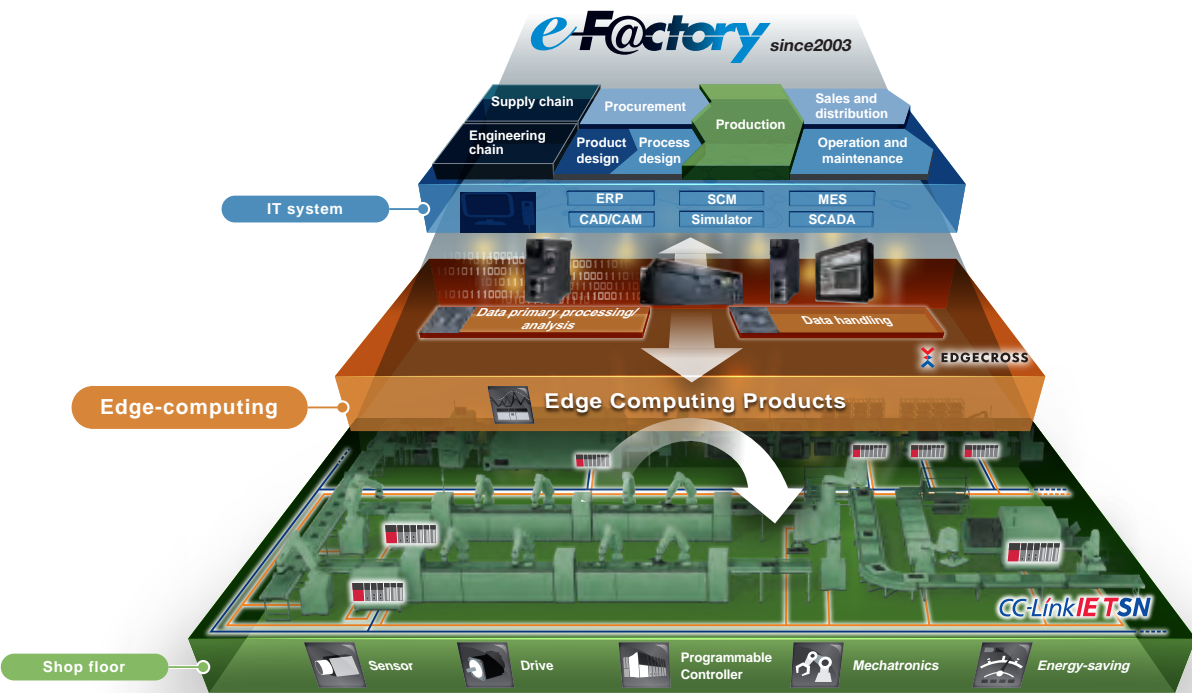 e-F@ctory since2003
Supply chain
Procurement
Production
Sales and
distribution
Engineering
chain
Product
design
Process
design
Operation and
maintenance
IT system
ERP
SCM
MES
CAD/CAM
Simulator
SCADA
Data primary processing/
analysis
Data handling
EDGECROSS
Edge-computing
Edge Computing Products
CC-Link IE TSN
Shop floor
Sensor
Drive
Programmable
Controller
Mechatronics
Energy-saving